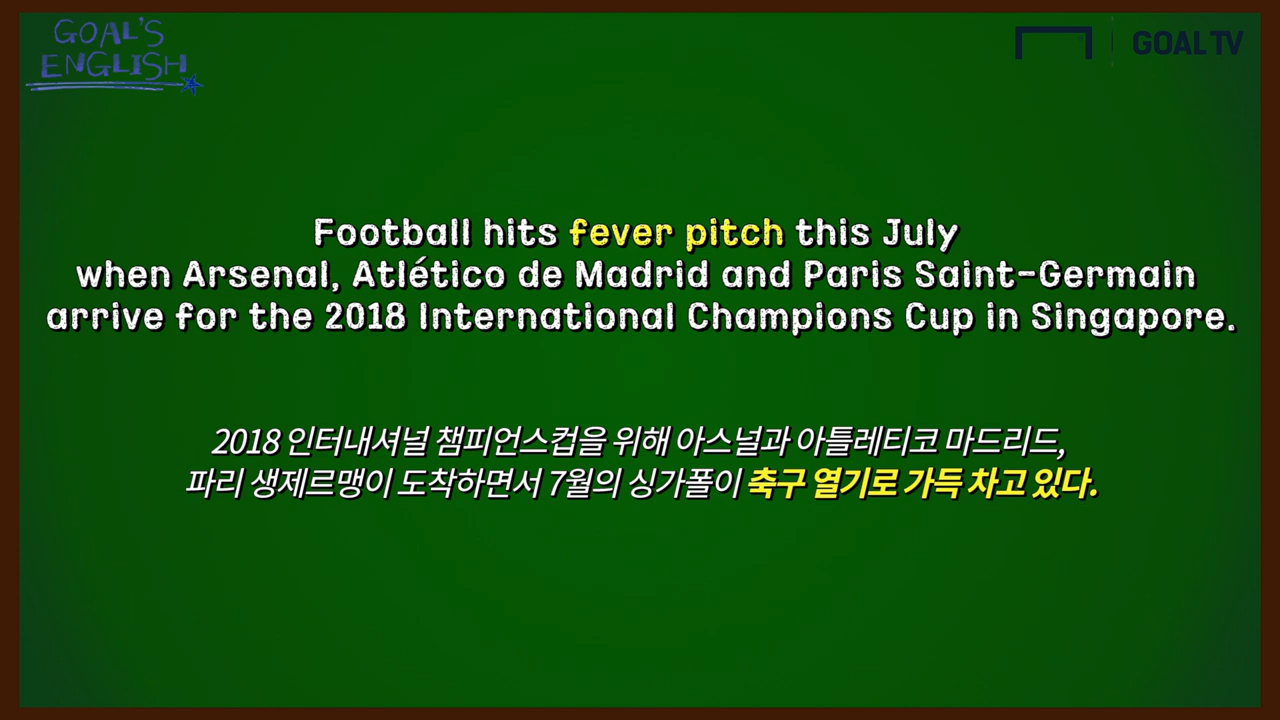 GOAL'S
ENGLISH
GOAL TV
Football hits fever pitch this July
when Arsenal, Atlético de Madrid and Paris Saint-Germain
arrive for the 2018 International Champions Cup in Singapore.
2018 인터내셔널 챔피언스컵을 위해 아스널과 아틀레티코 마드리드,
파리 생제르맹이 도착하면서 7월의 싱가폴이 축구 열기로 가득 차고 있다.